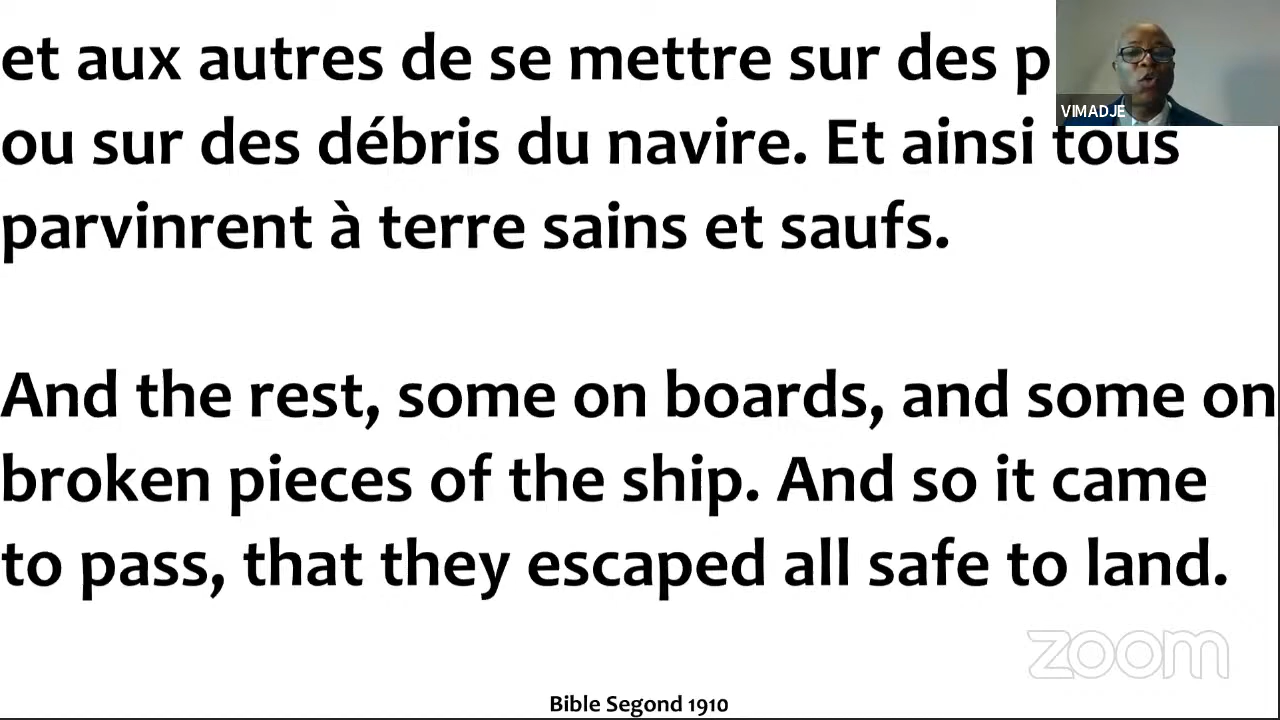 et aux autres de se mettre sur des
ou sur des débris du navire. Et ainsi tous
parvinrent à terre sains et saufs.
And the rest, some on boards, and some on
broken pieces of the ship. And so it came
to pass, that they escaped all safe to land.
Bible Segond 1910
VIMADJE
zoom